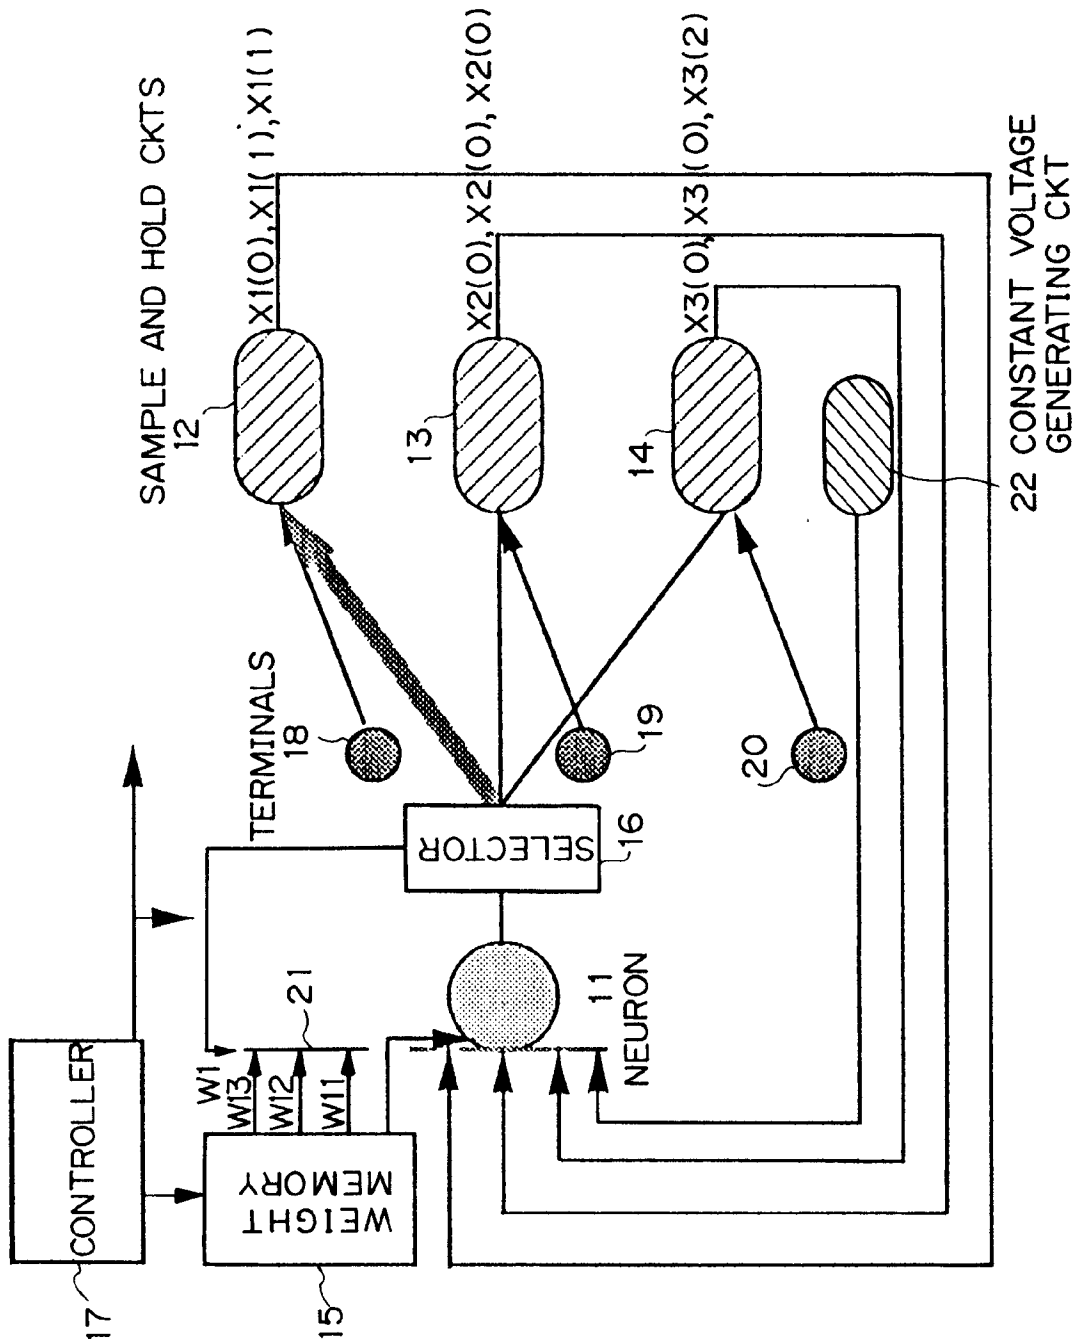 SAMPLE AND HOLD CKTS
12
X1(0), X1(1), X1(1)
13
X2(0), X2(0), X2(0)
14
X3(0), X3(0), X3(2)
22 CONSTANT VOLTAGE
GENERATING CKT
TERMINALS
18
19
20
SELECTOR
16
21
11
NEURON
W1
W13
W12
W11
CONTROLLER
17
WEIGHT
MEMORY
15